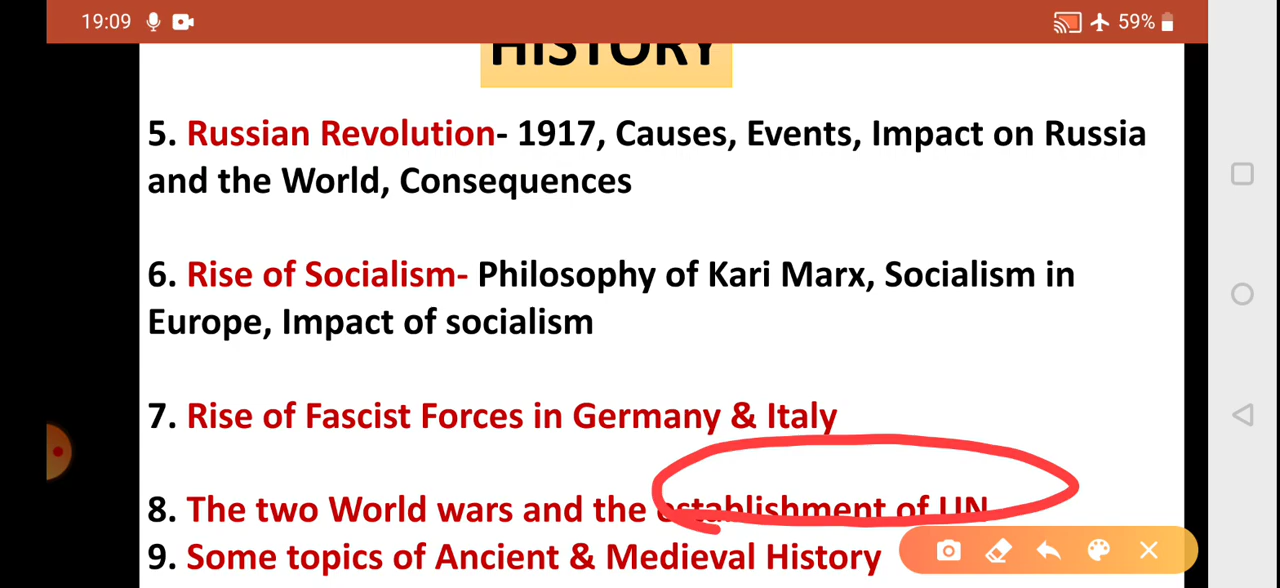 19:09
59%
HISTORY
5. Russian Revolution- 1917, Causes, Events, Impact on Russia
and the World, Consequences
6. Rise of Socialism- Philosophy of Kari Marx, Socialism in
Europe, Impact of socialism
7. Rise of Fascist Forces in Germany & Italy
8. The two World wars and the establishment of UN
9. Some topics of Ancient & Medieval History